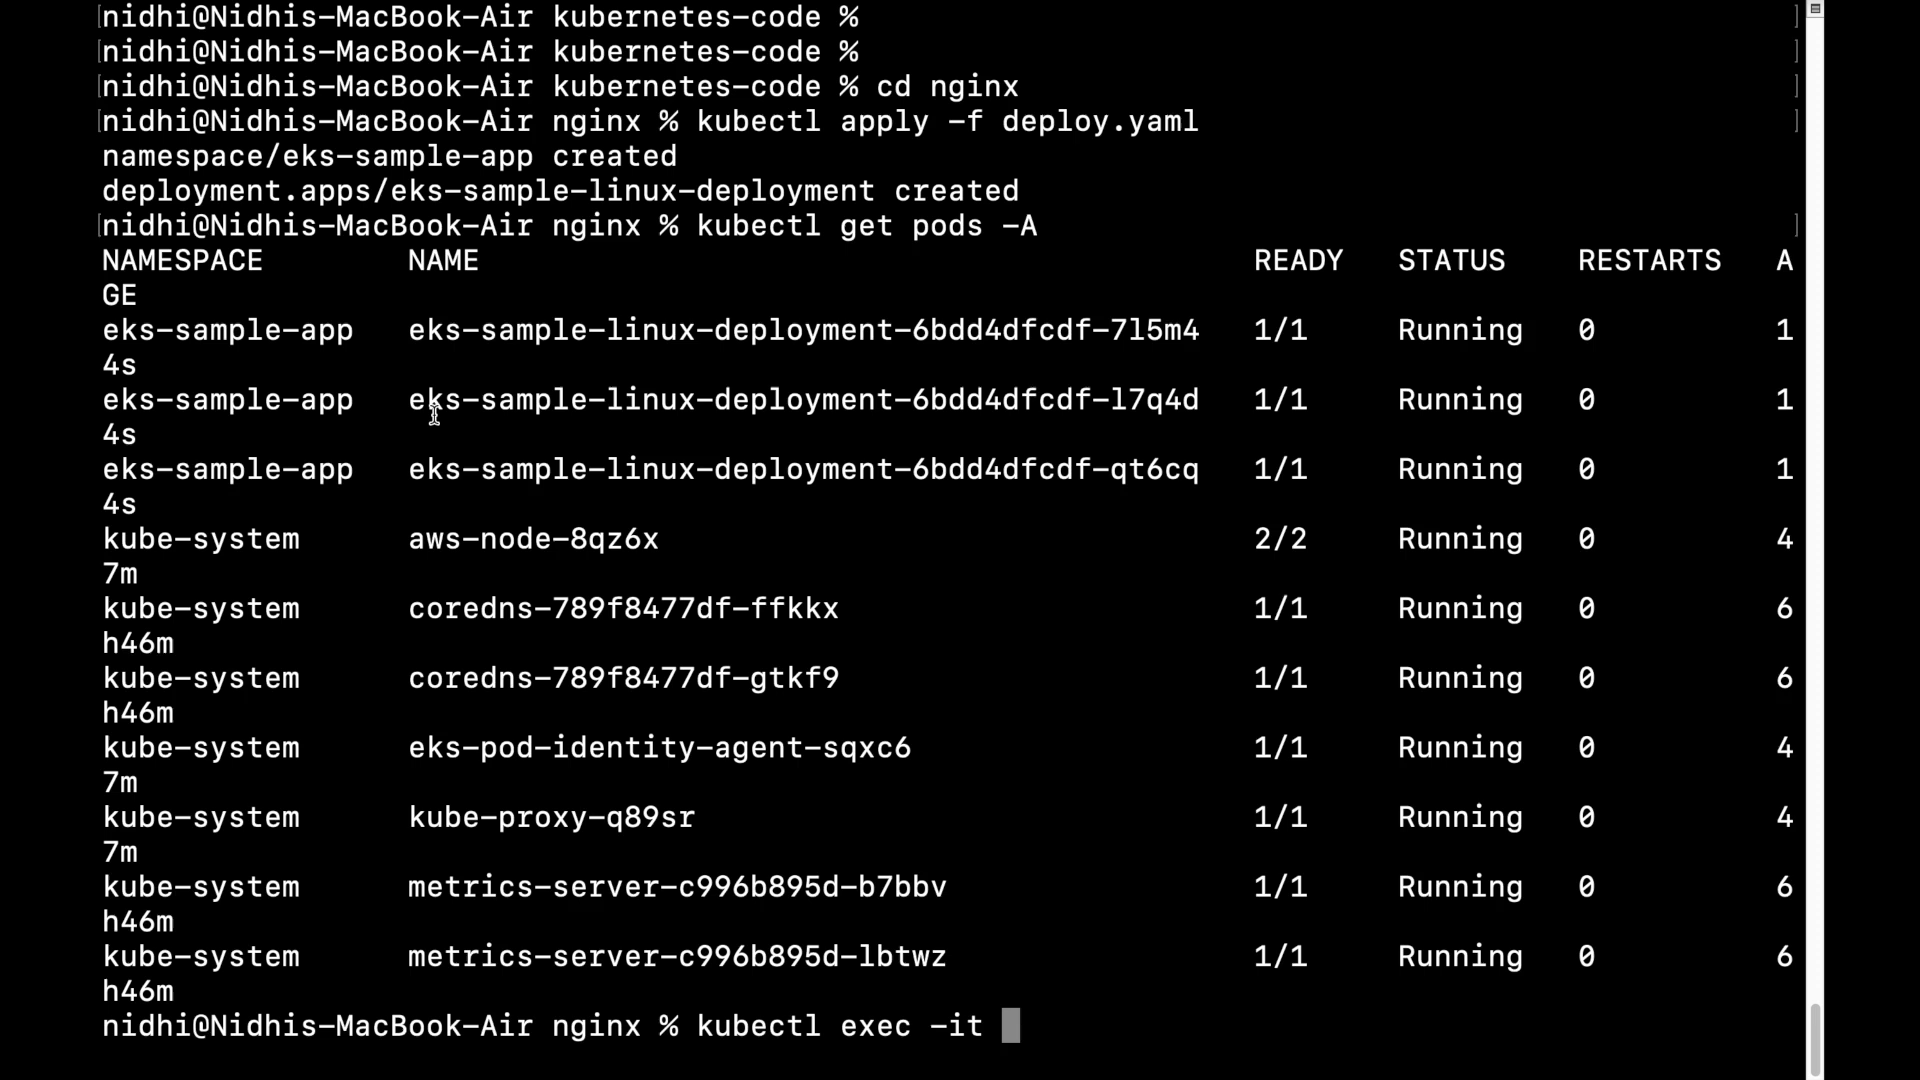 nidhi@Nidhis-MacBook-Air kubernetes-code %
nidhi@Nidhis-MacBook-Air kubernetes-code %
nidhi@Nidhis-MacBook-Air kubernetes-code % cd nginx
nidhi@Nidhis-MacBook-Air nginx % kubectl apply -f deploy.yaml
namespace/eks-sample-app created
deployment.apps/eks-sample-linux-deployment created
nidhi@Nidhis-MacBook-Air nginx % kubectl get pods -A
NAMESPACE NAME READY STATUS RESTARTS A
GE
eks-sample-app eks-sample-linux-deployment-6bdd4dfcdf-7l5m4 1/1 Running 0 1
4s
eks-sample-app eks-sample-linux-deployment-6bdd4dfcdf-l7q4d 1/1 Running 0 1
4s
eks-sample-app eks-sample-linux-deployment-6bdd4dfcdf-qt6cq 1/1 Running 0 1
4s
kube-system aws-node-8qz6x 2/2 Running 0 4
7m
kube-system coredns-789f8477df-ffkkx 1/1 Running 0 6
h46m
kube-system coredns-789f8477df-gtkf9 1/1 Running 0 6
h46m
kube-system eks-pod-identity-agent-sqxc6 1/1 Running 0 4
7m
kube-system kube-proxy-q89sr 1/1 Running 0 4
7m
kube-system metrics-server-c996b895d-b7bbv 1/1 Running 0 6
h46m
kube-system metrics-server-c996b895d-lbtwz 1/1 Running 0 6
h46m
nidhi@Nidhis-MacBook-Air nginx % kubectl exec -it